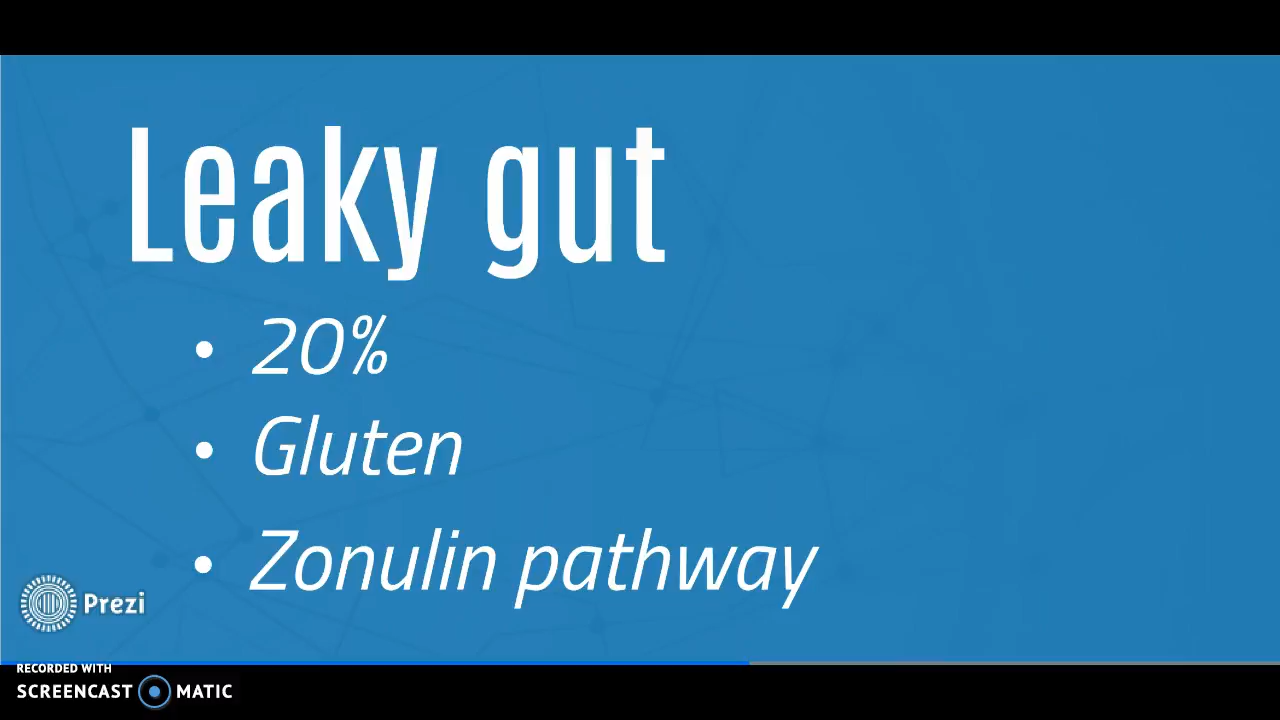 Leaky gut
• 20%
• Gluten
• Zonulin pathway
Prezi
RECORDED WITH
SCREENCAST MATIC